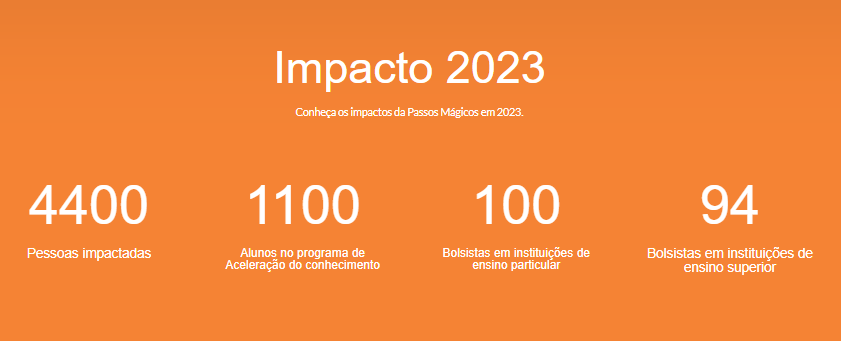 Impacto 2023
Conheça os impactos da Passos Mágicos em 2023.
4400
Pessoas impactadas
1100
Alunos no programa de
Aceleração do conhecimento
100
Bolsistas em instituições de
ensino particular
94
Bolsistas em instituições de
ensino superior